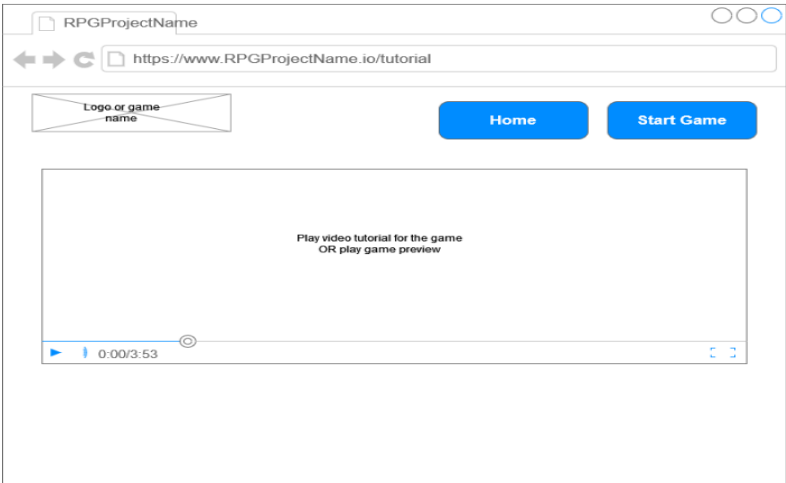 RPGProjectName
https://www.RPGProjectName.io/tutorial
Logo or game
name
Home
Start Game
Play video tutorial for the game
OR play game preview
0:00/3:53